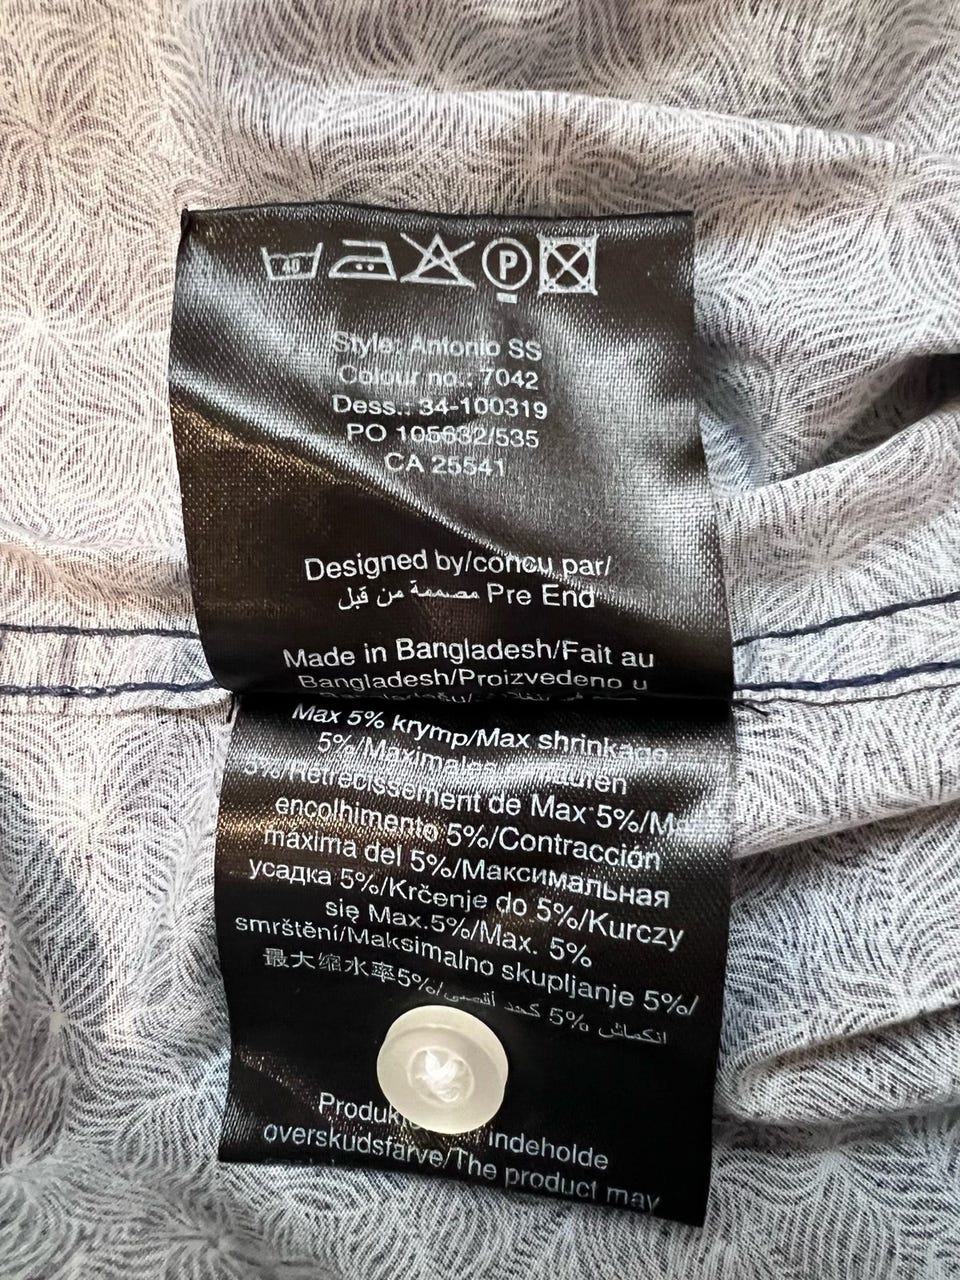 40
P
Style: Antonio SS
Colour no.: 7042
Dess.: 34-100319
PO 105632/535
CA 25541
Designed by/concu par/
مصممة من قبل Pre End
Made in Bangladesh/Fait au
Bangladesh/Proizvedeno u
Max 5% krymp/Max shrinkage
5%/Maximales
5%/Retrecissement de Max 5%/M
encolhimento 5%/Contracción
máxima del 5%/Максимальная
усадка 5%/Krčenje do 5%/Kurczy
się Max.5%/Max. 5%
smrštění/Maksimalno skupljanje 5%/
最大缩水率5%/انكماش 5% كحد أقصى
indeholde
overskudsfarve/The product may